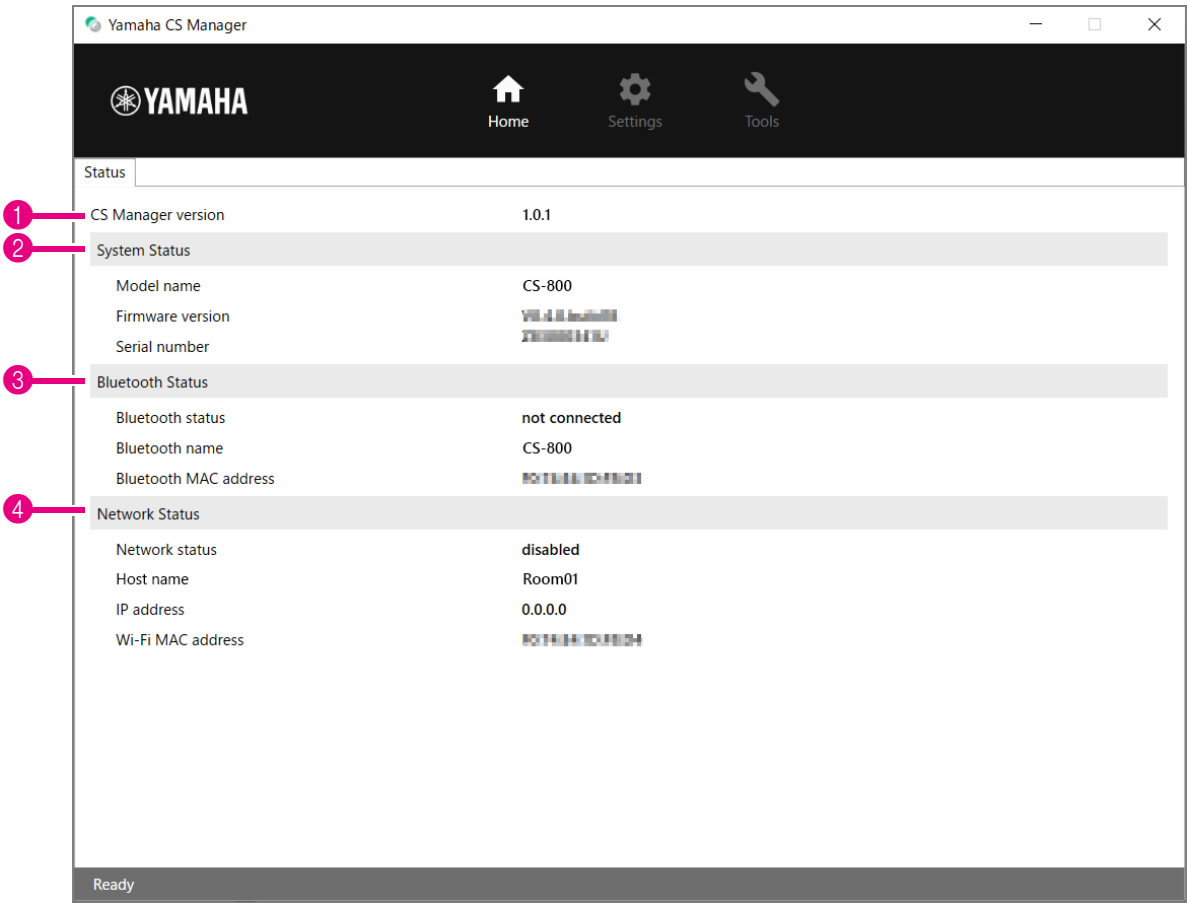 Yamaha CS Manager
YAMAHA
Home Settings Tools
Status
1 CS Manager version 1.0.1
2 System Status
Model name CS-800
Firmware version
Serial number
3 Bluetooth Status
Bluetooth status not connected
Bluetooth name CS-800
Bluetooth MAC address
4 Network Status
Network status disabled
Host name Room01
IP address 0.0.0.0
Wi-Fi MAC address
Ready